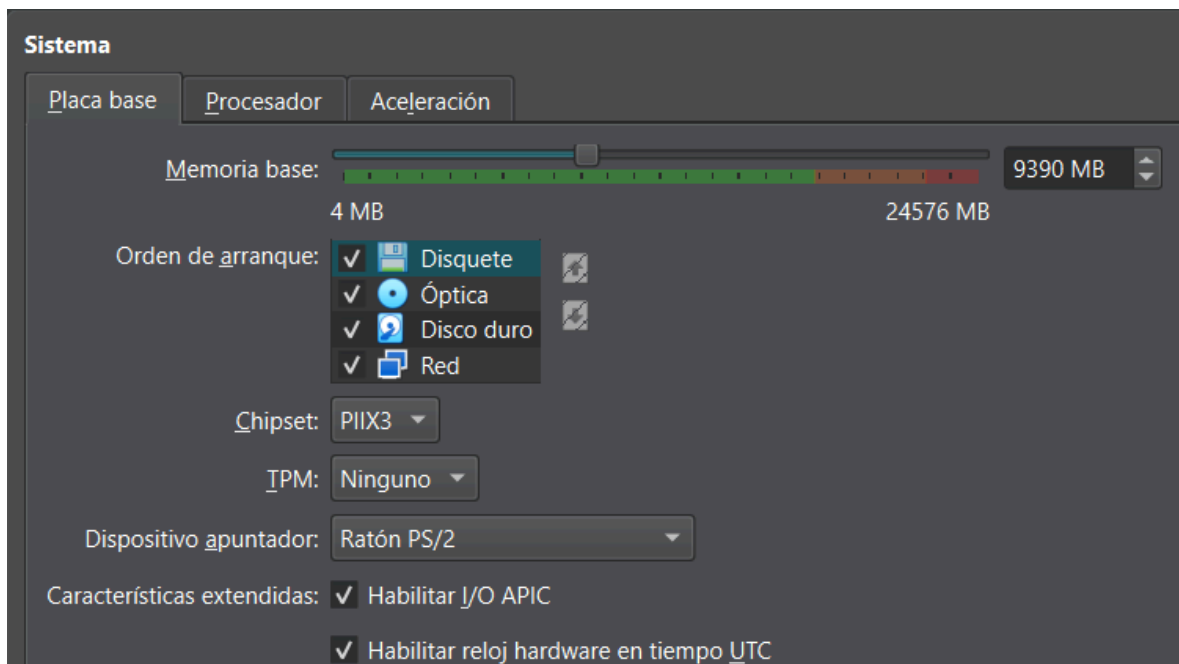 Sistema
Placa base Procesador Aceleración
Memoria base: 9390 MB
4 MB 24576 MB
Orden de arranque: Disquete
Óptica
Disco duro
Red
Chipset: PIIX3
TPM: Ninguno
Dispositivo apuntador: Ratón PS/2
Características extendidas: Habilitar I/O APIC
Habilitar reloj hardware en tiempo UTC